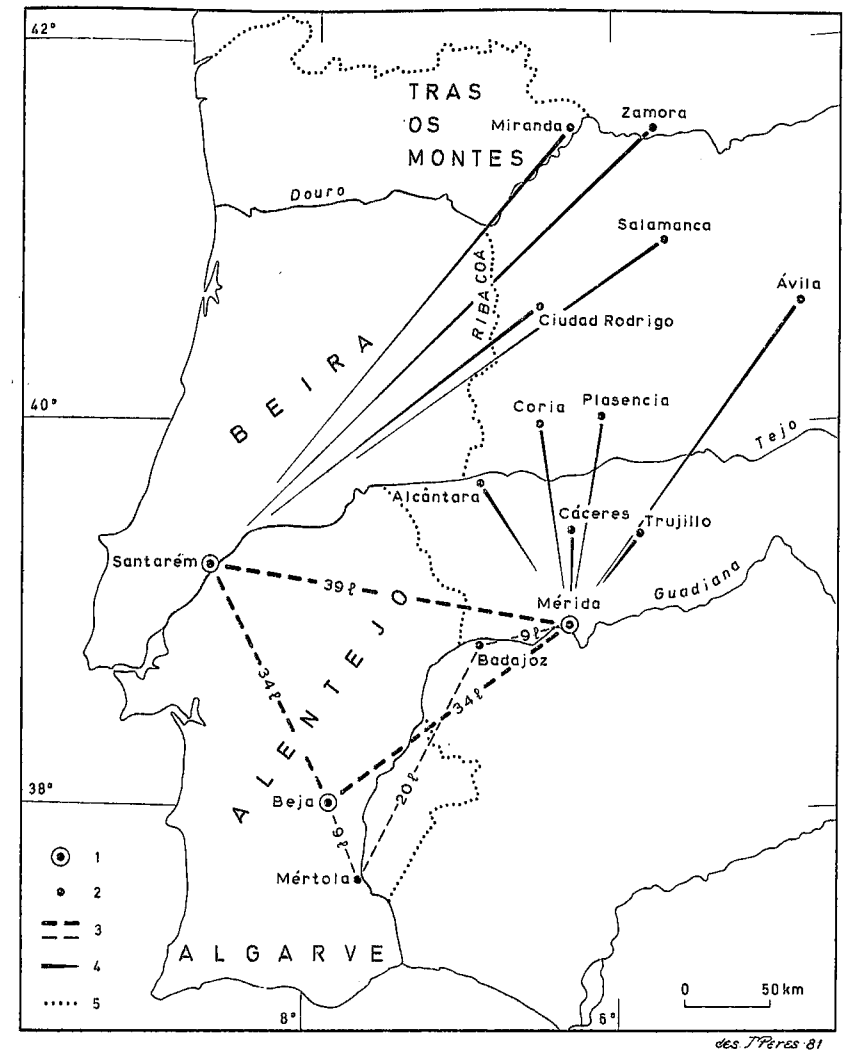 42°
TRAS
OS
MONTES
Miranda
Zamora
Douro
Salamanca
RIBACOA
Ávila
Ciudad Rodrigo
BEIRA
40°
Coria
Plasencia
Tejo
Alcântara
Cáceres
Trujillo
Santarém
39ℓ
Guadiana
Mérida
9ℓ
Badajoz
34ℓ
34ℓ
ALENTEJO
20ℓ
38°
Beja
9ℓ
Mértola
1
2
3
4
5
ALGARVE
0 50 km
8°
6°
des. J Peres-81